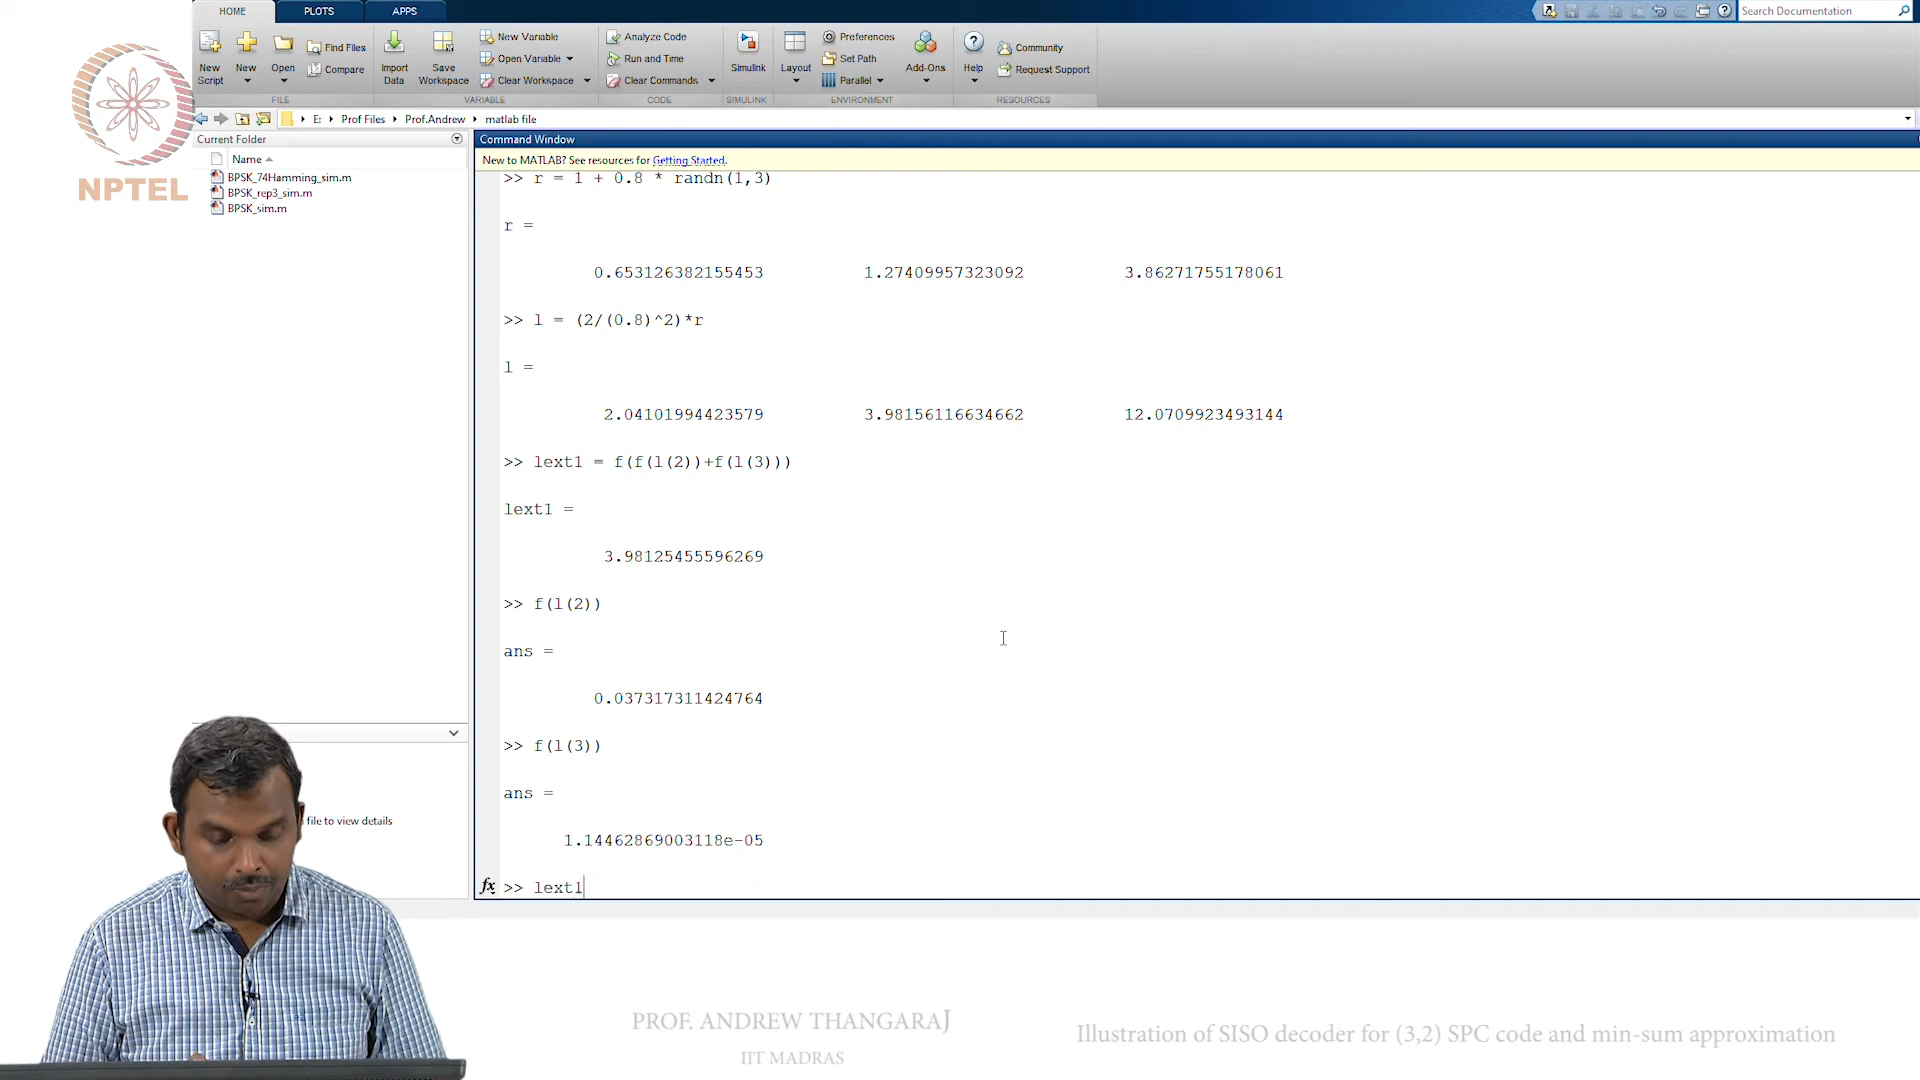 HOME PLOTS APPS
Search Documentation
New Script
New
Open
Find Files
Compare
Import Data
Save Workspace
New Variable
Open Variable
Clear Workspace
Analyze Code
Run and Time
Clear Commands
Simulink
Layout
Preferences
Set Path
Parallel
Add-Ons
Help
Community
Request Support
FILE VARIABLE CODE SIMULINK ENVIRONMENT RESOURCES
E: Prof Files Prof.Andrew matlab file
NPTEL
Current Folder
Name
BPSK_74Hamming_sim.m
BPSK_rep3_sim.m
BPSK_sim.m
file to view details
Command Window
New to MATLAB? See resources for Getting Started.
>> r = 1 + 0.8 * randn(1,3)
r =
0.653126382155453 1.27409957323092 3.86271755178061
>> l = (2/(0.8)^2)*r
l =
2.04101994423579 3.98156116634662 12.0709923493144
>> lext1 = f(f(l(2))+f(l(3)))
lext1 =
3.98125455596269
>> f(l(2))
ans =
0.037317311424764
>> f(l(3))
ans =
1.14462869003118e-05
fx >> lext1
PROF. ANDREW THANGARAJ
IIT MADRAS
Illustration of SISO decoder for (3,2) SPC code and min-sum approximation